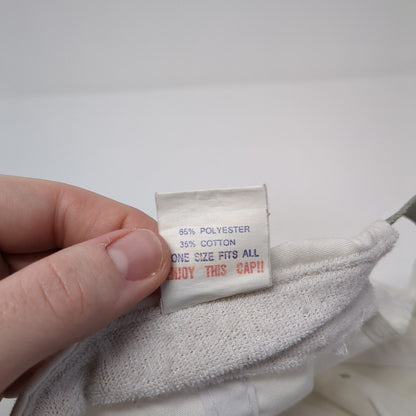 65% POLYESTER
35% COTTON
ONE SIZE FITS ALL
ENJOY THIS CAP!!